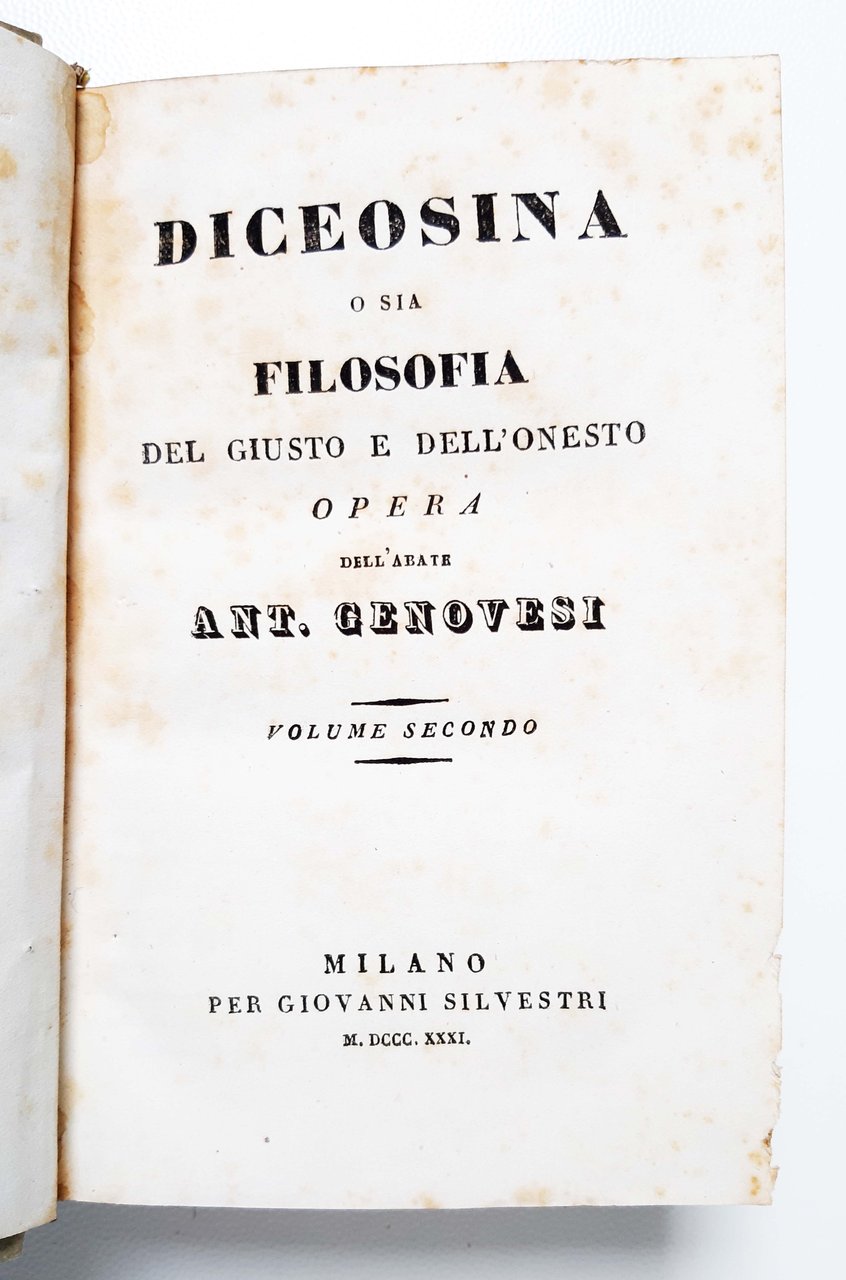 DICEOSINA
O SIA
FILOSOFIA
DEL GIUSTO E DELL'ONESTO
OPERA
DELL'ABATE
ANT. GENOVESI
VOLUME SECONDO
MILANO
PER GIOVANNI SILVESTRI
M. DCCC. XXXI.